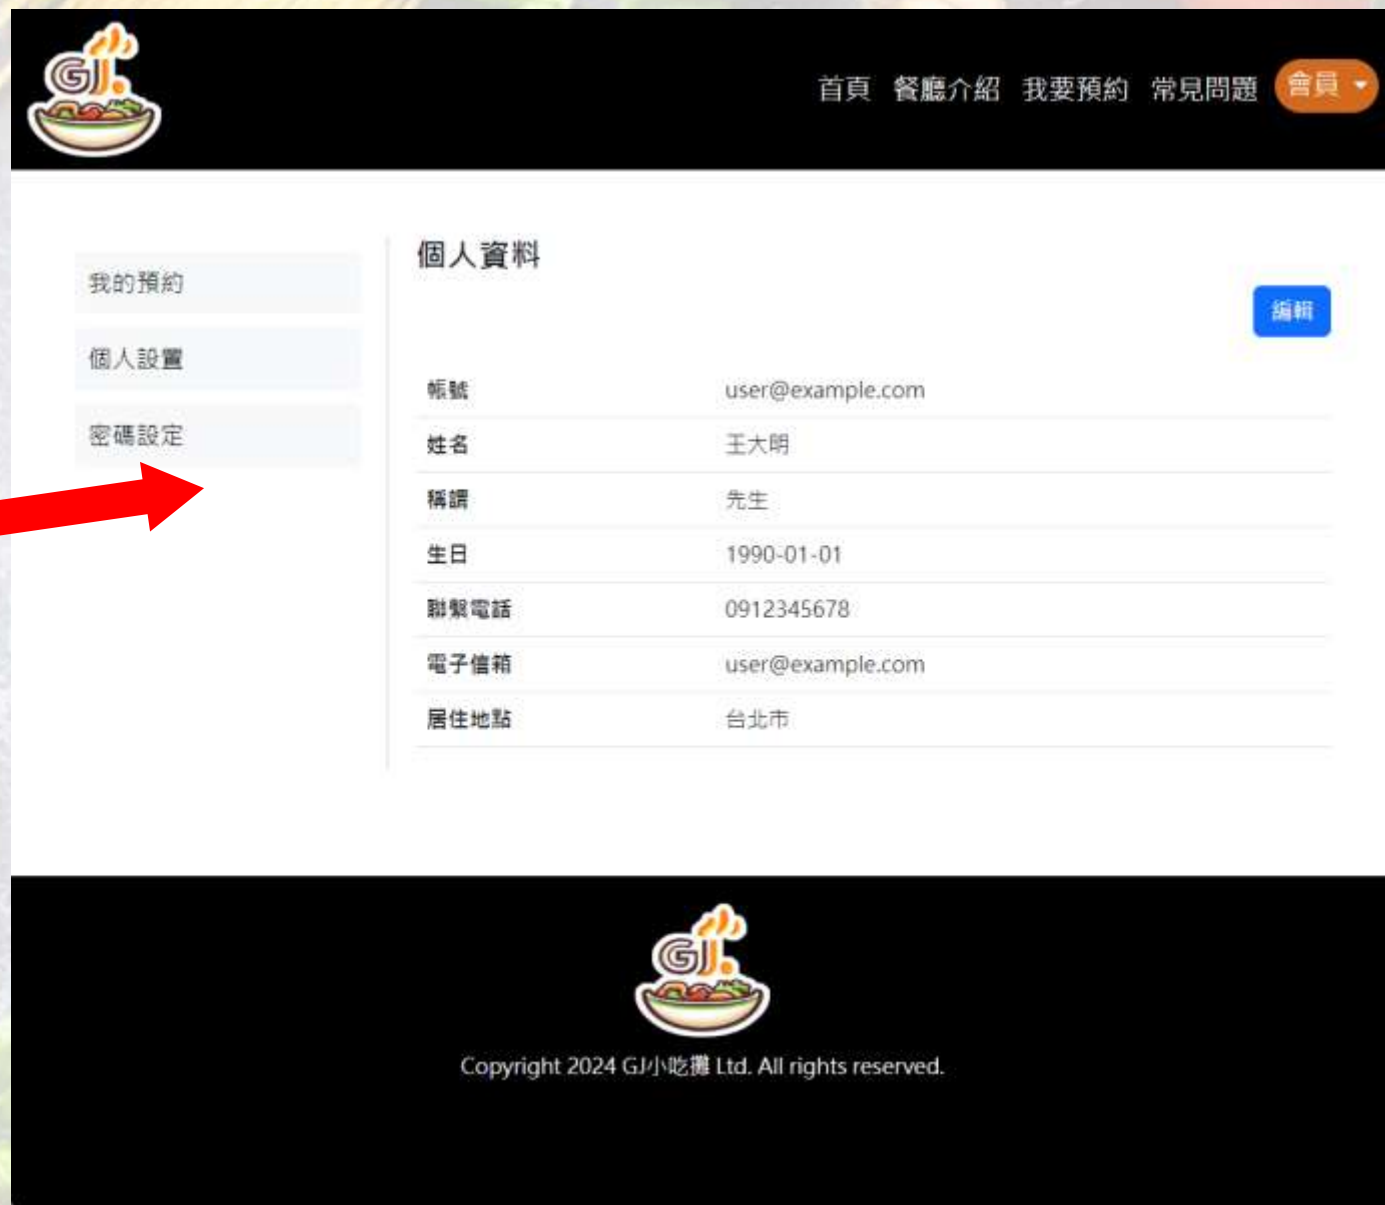 GJ.
首頁 餐廳介紹 我要預約 常見問題 會員
我的預約
個人設置
密碼設定
個人資料
編輯
帳號 user@example.com
姓名 王大明
稱謂 先生
生日 1990-01-01
聯繫電話 0912345678
電子信箱 user@example.com
居住地點 台北市
GJ.
Copyright 2024 GJ小吃攤 Ltd. All rights reserved.